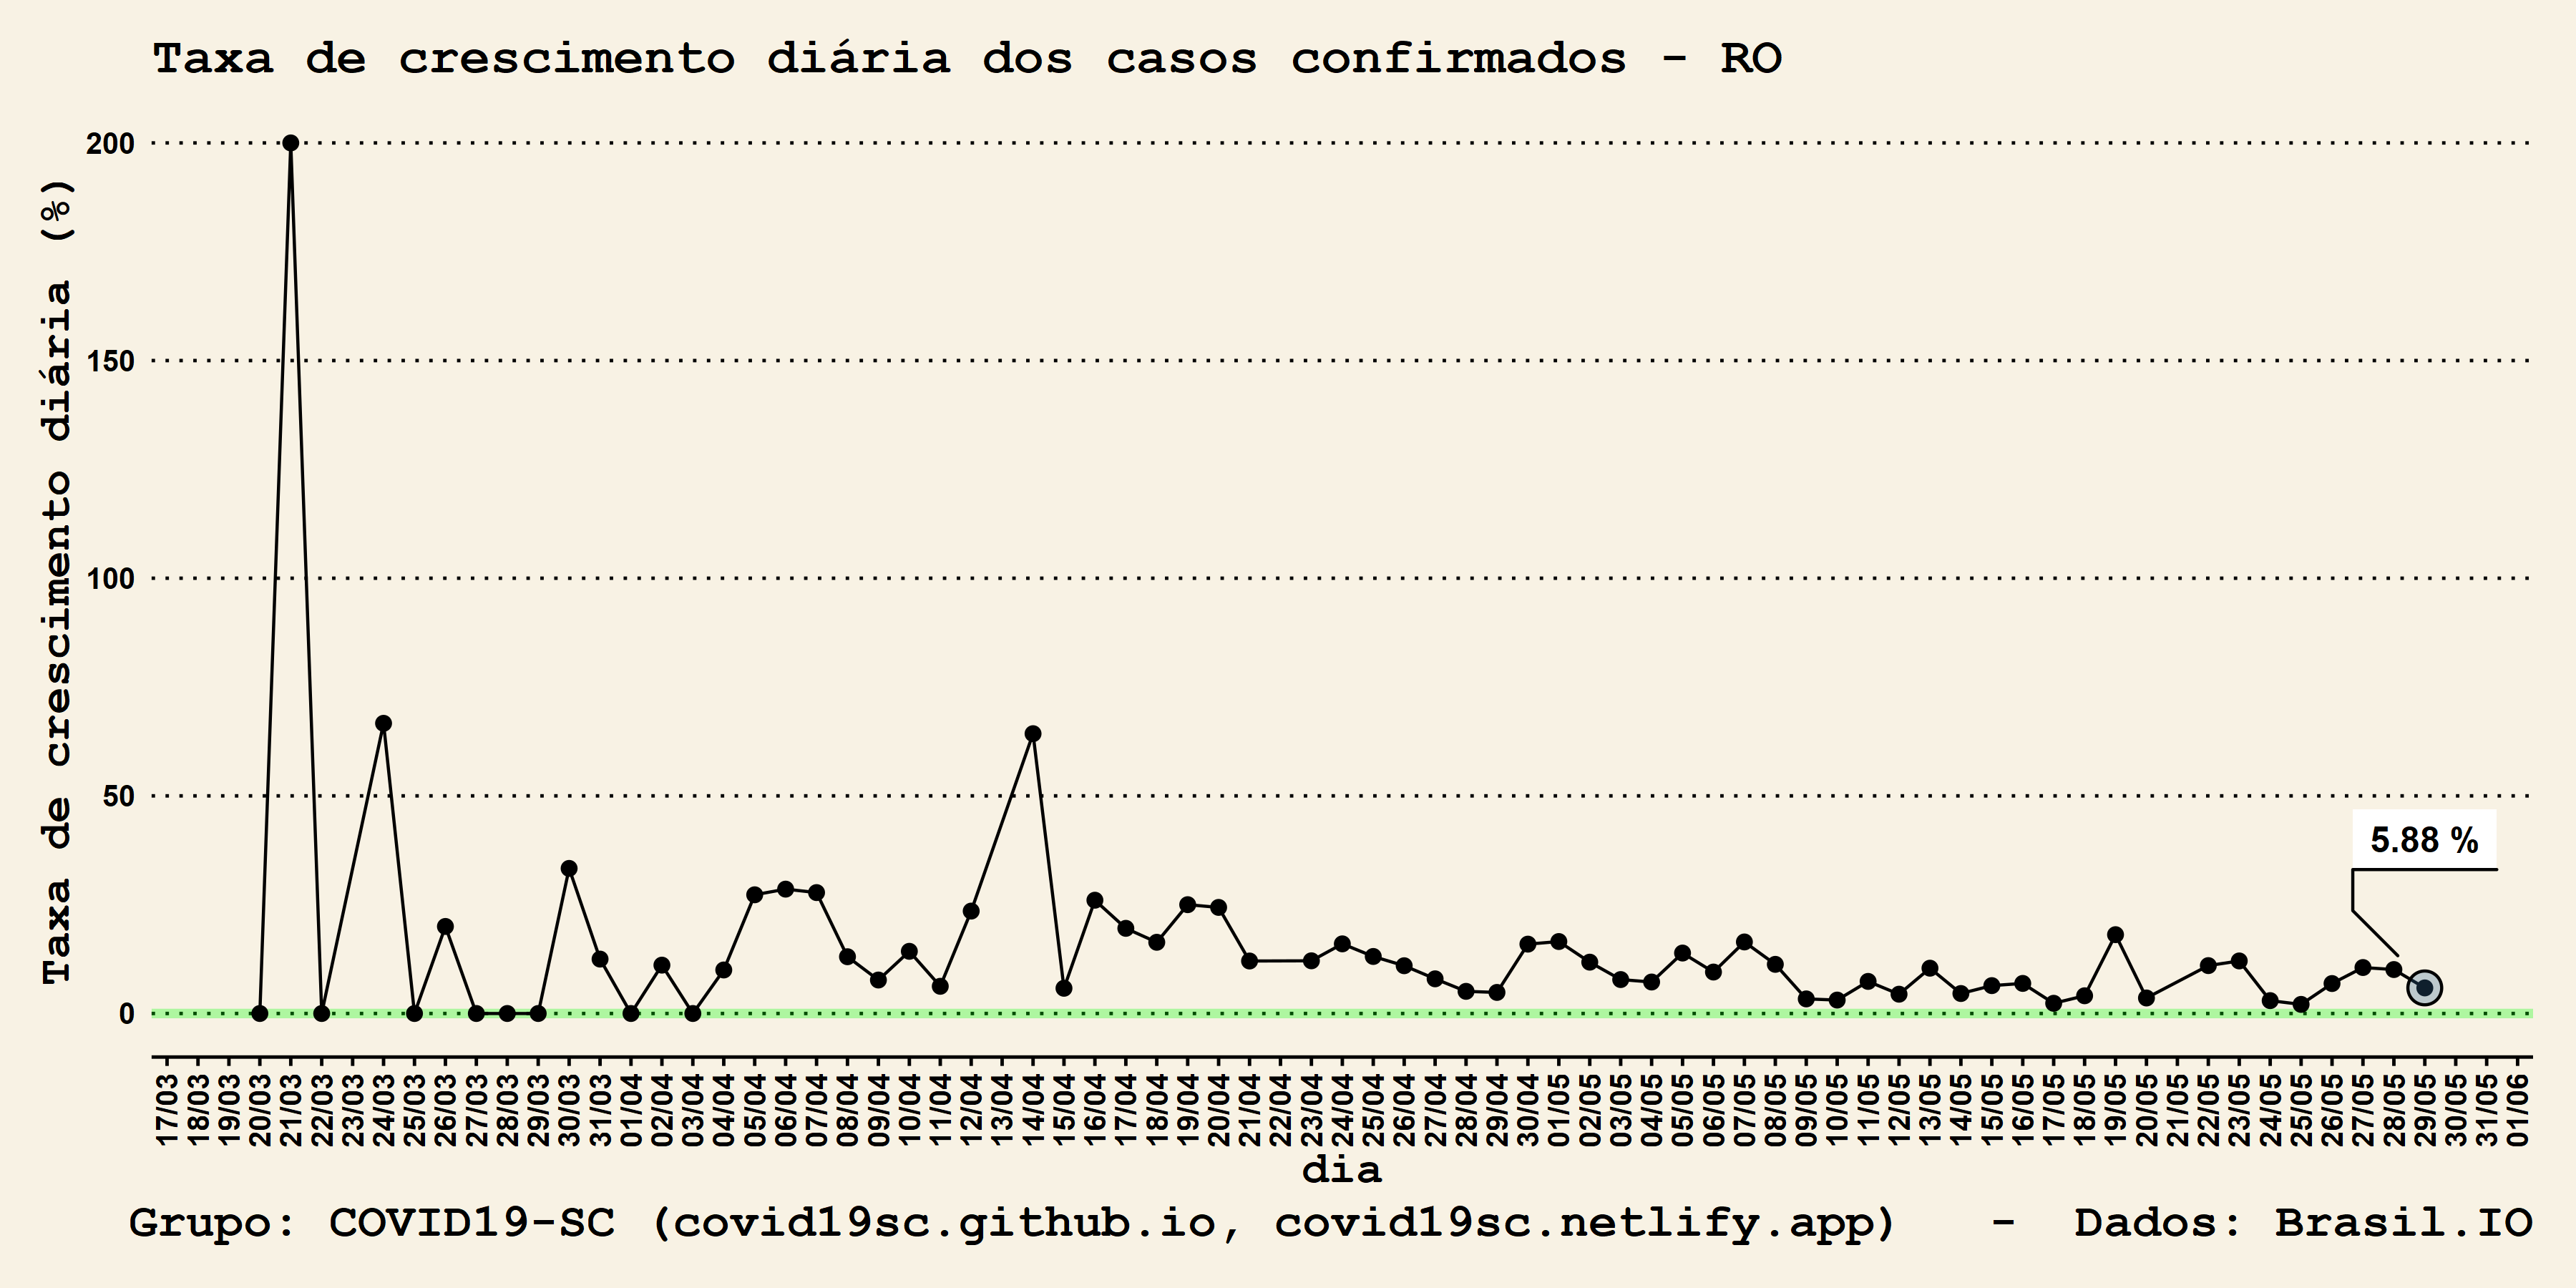 Taxa de crescimento diária dos casos confirmados - RO
Taxa de crescimento diária (%)
200
150
100
50
0
5.88 %
17/03 18/03 19/03 20/03 21/03 22/03 23/03 24/03 25/03 26/03 27/03 28/03 29/03 30/03 31/03 01/04 02/04 03/04 04/04 05/04 06/04 07/04 08/04 09/04 10/04 11/04 12/04 13/04 14/04 15/04 16/04 17/04 18/04 19/04 20/04 21/04 22/04 23/04 24/04 25/04 26/04 27/04 28/04 29/04 30/04 01/05 02/05 03/05 04/05 05/05 06/05 07/05 08/05 09/05 10/05 11/05 12/05 13/05 14/05 15/05 16/05 17/05 18/05 19/05 20/05 21/05 22/05 23/05 24/05 25/05 26/05 27/05 28/05 29/05 30/05 31/05 01/06
dia
Grupo: COVID19-SC (covid19sc.github.io, covid19sc.netlify.app) - Dados: Brasil.IO